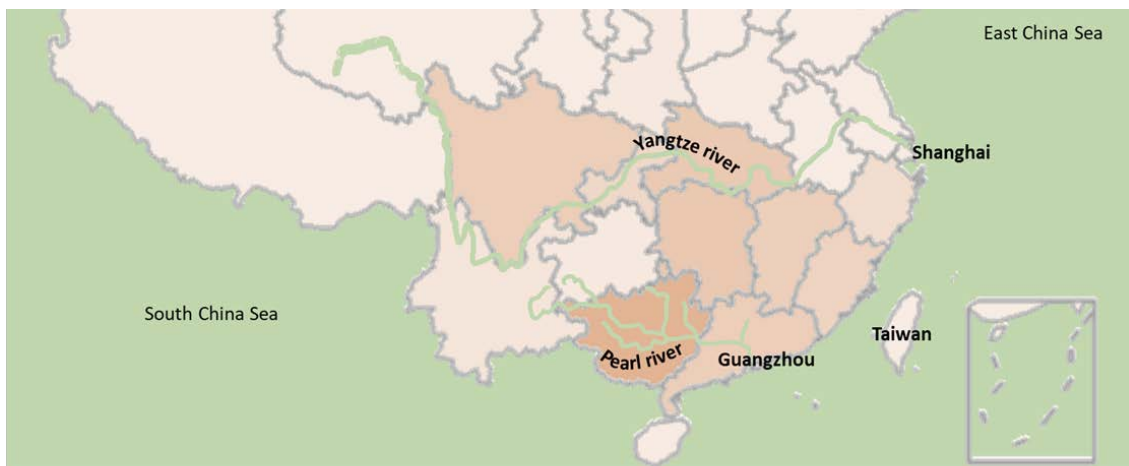 East China Sea
Yangtze river
Shanghai
South China Sea
Taiwan
Pearl river
Guangzhou